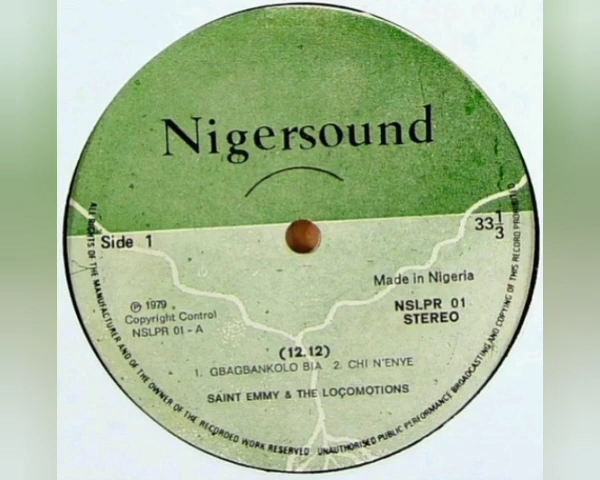 Nigersound
Side 1
33 1/3
Made in Nigeria
℗ 1979
Copyright Control
NSLPR 01 - A
NSLPR 01
STEREO
(12.12)
1. GBAGBANKOLO BIA 2. CHI N'ENYE
SAINT EMMY & THE LOCOMOTIONS
ALL RIGHTS OF THE MANUFACTURER AND OF THE OWNER OF THE RECORDED WORK RESERVED UNAUTHORISED PUBLIC PERFORMANCE BROADCASTING AND COPYING OF THIS RECORD PROHIBITED